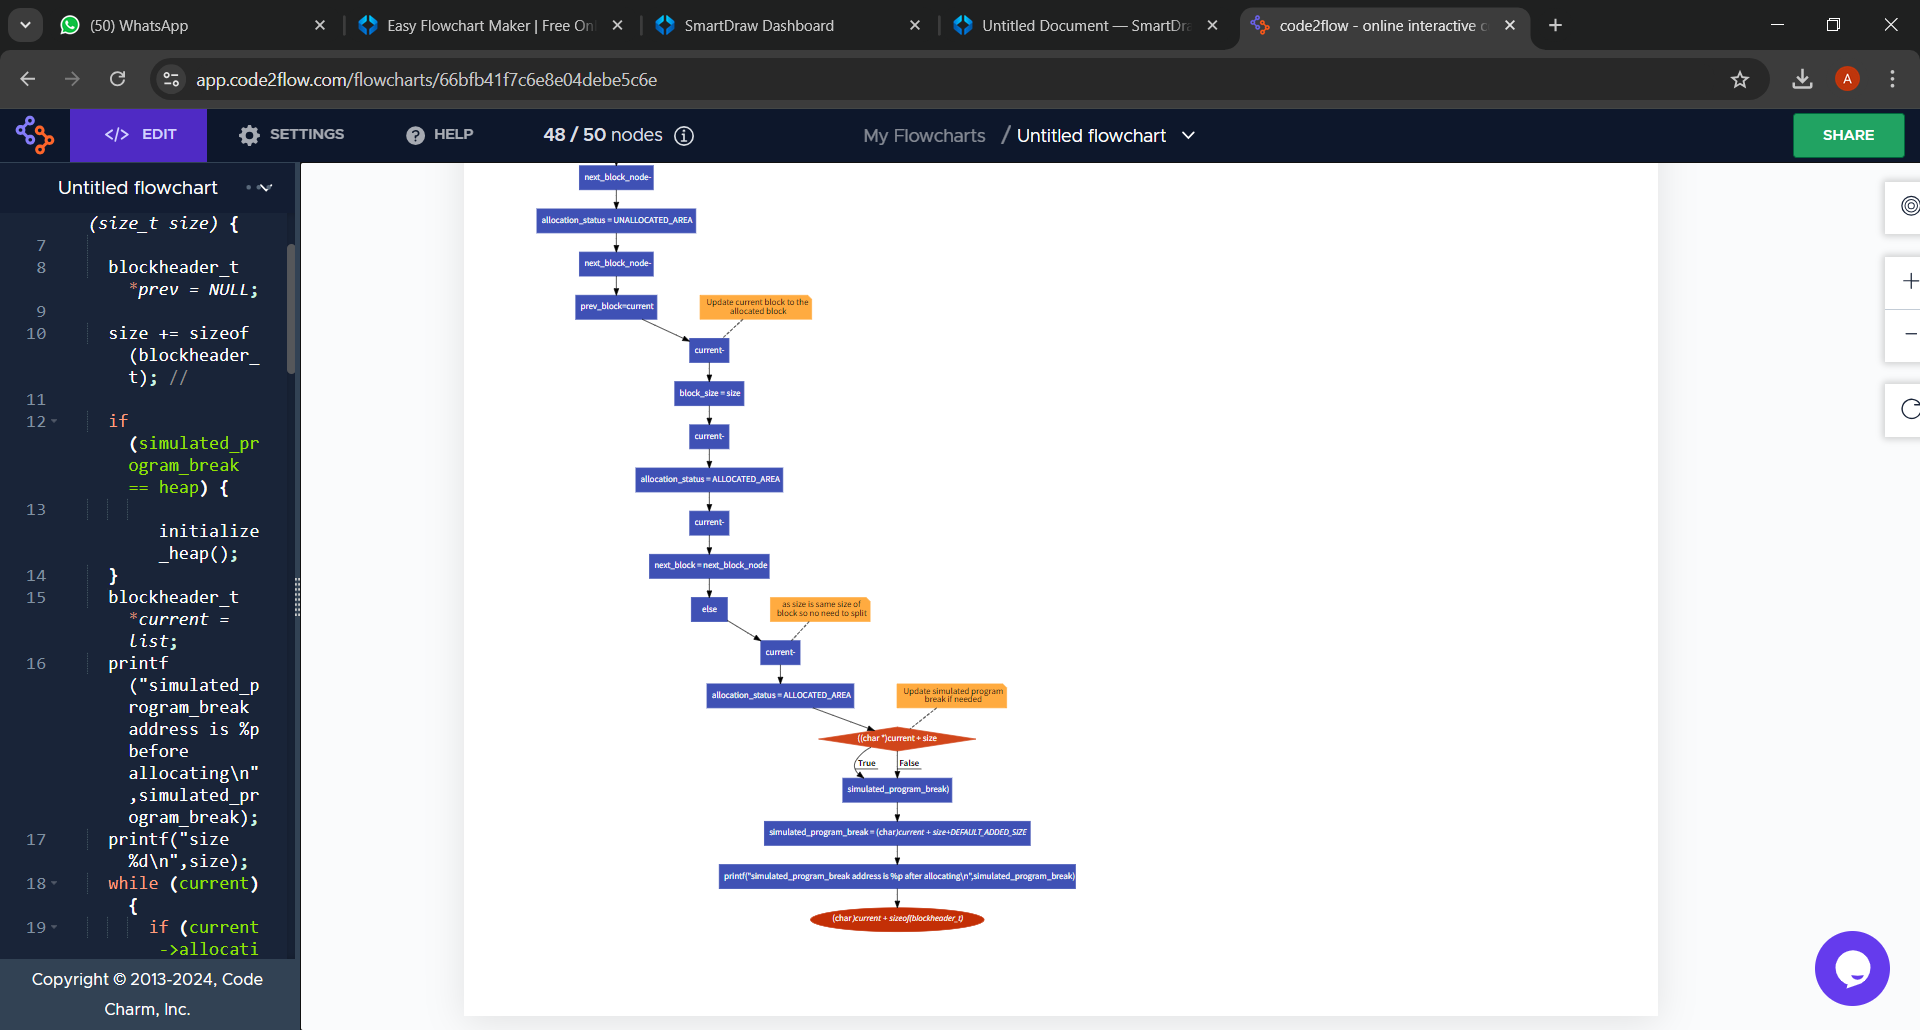 (50) WhatsApp
Easy Flowchart Maker | Free Onl
SmartDraw Dashboard
Untitled Document — SmartDra
code2flow - online interactive c
app.code2flow.com/flowcharts/66bfb41f7c6e8e04debe5c6e
A
</> EDIT
SETTINGS
HELP
48 / 50 nodes
My Flowcharts / Untitled flowchart
SHARE
Untitled flowchart
(size_t size) {
7
8 blockheader_t
*prev = NULL;
9
10 size += sizeof
(blockheader_
t); //
11
12 if
(simulated_pr
ogram_break
== heap) {
13
initialize
_heap();
14 }
15 blockheader_t
*current =
list;
16 printf
("simulated_p
rogram_break
address is %p
before
allocating\n"
,simulated_pr
ogram_break);
17 printf("size
%d\n",size);
18 while (current)
{
19 if (current
->allocati
Copyright © 2013-2024, Code
Charm, Inc.
next_block_node-
allocation_status = UNALLOCATED_AREA
next_block_node-
prev_block=current
Update current block to the
allocated block
current-
block_size = size
current-
allocation_status = ALLOCATED_AREA
current-
next_block = next_block_node
else
as size is same size of
block so no need to split
current-
allocation_status = ALLOCATED_AREA
Update simulated program
break if needed
((char *)current + size
True
False
simulated_program_break)
simulated_program_break = (char)current + size+DEFAULT_ADDED_SIZE
printf("simulated_program_break address is %p after allocating\n",simulated_program_break)
(char)current + sizeof(blockheader_t)